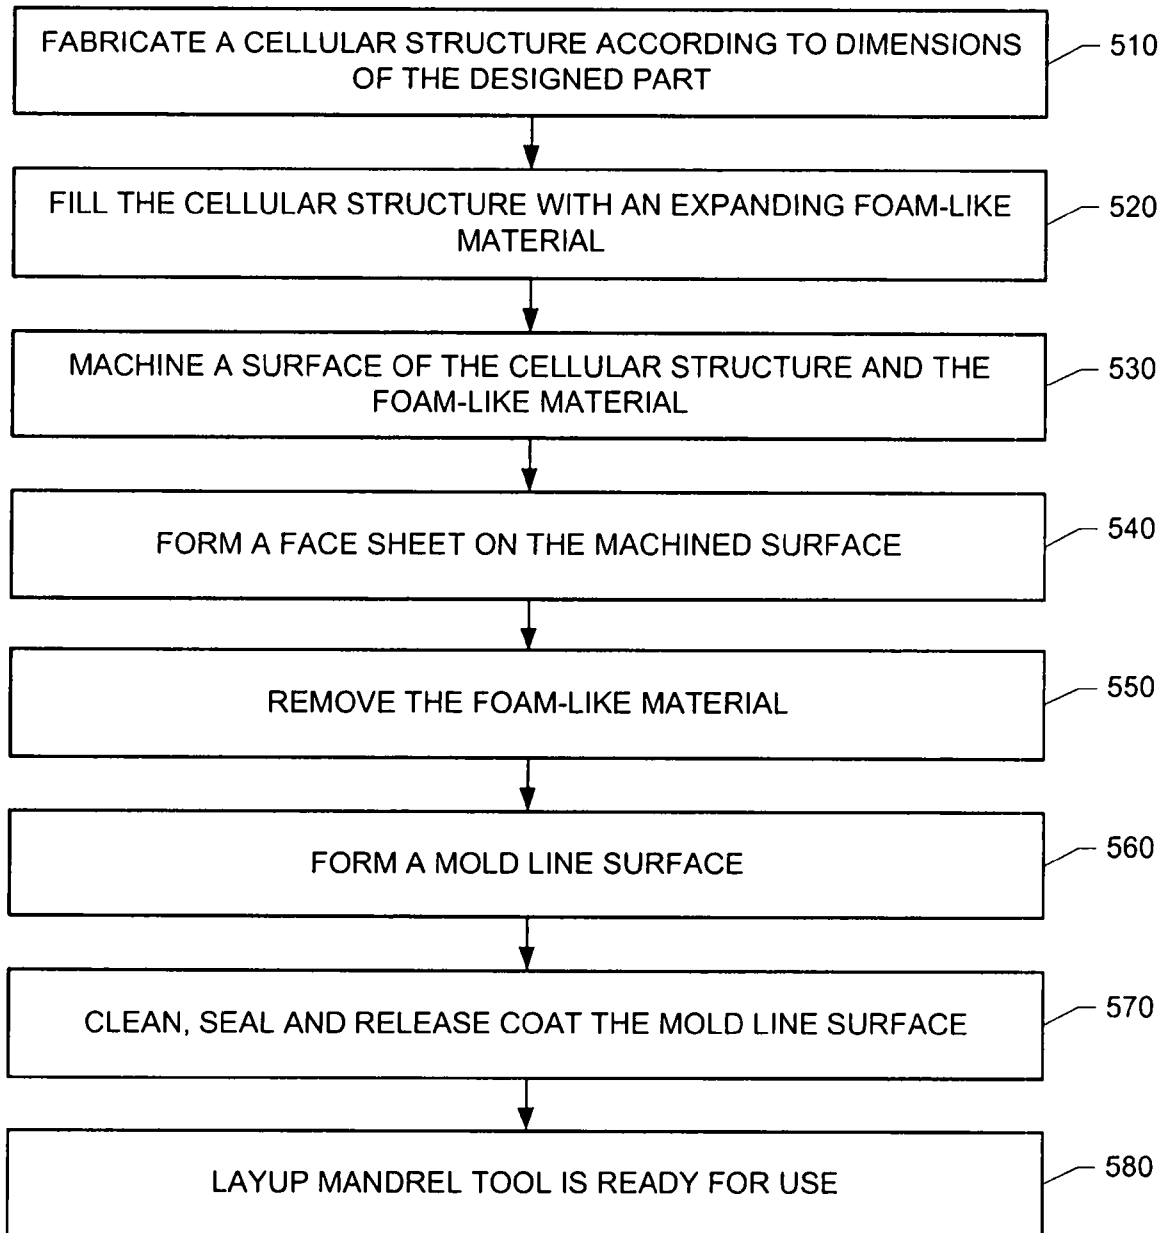 FABRICATE A CELLULAR STRUCTURE ACCORDING TO DIMENSIONS
OF THE DESIGNED PART
510
FILL THE CELLULAR STRUCTURE WITH AN EXPANDING FOAM-LIKE
MATERIAL
520
MACHINE A SURFACE OF THE CELLULAR STRUCTURE AND THE
FOAM-LIKE MATERIAL
530
FORM A FACE SHEET ON THE MACHINED SURFACE
540
REMOVE THE FOAM-LIKE MATERIAL
550
FORM A MOLD LINE SURFACE
560
CLEAN, SEAL AND RELEASE COAT THE MOLD LINE SURFACE
570
LAYUP MANDREL TOOL IS READY FOR USE
580